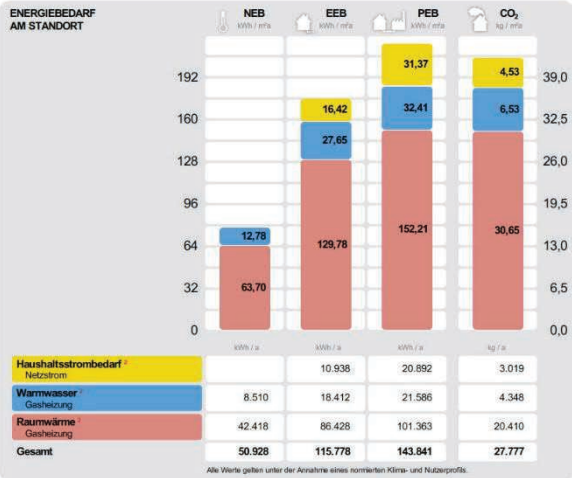 ENERGIEBEDARF
AM STANDORT
NEB
kWh / m²a
EEB
kWh / m²a
PEB
kWh / m²a
CO₂
kg / m²a
192
160
128
96
64
32
0
12,78
63,70
16,42
27,65
129,78
31,37
32,41
152,21
4,53
6,53
30,65
39,0
32,5
26,0
19,5
13,0
6,5
0,0
kWh / a kWh / a kWh / a kg / a
Haushaltsstrombedarf ² 10.938 20.892 3.019
Netzstrom
Warmwasser 8.510 18.412 21.586 4.348
Gasheizung
Raumwärme 42.418 86.428 101.363 20.410
Gasheizung
Gesamt 50.928 115.778 143.841 27.777
Alle Werte gelten unter der Annahme eines normierten Klima- und Nutzerprofils.